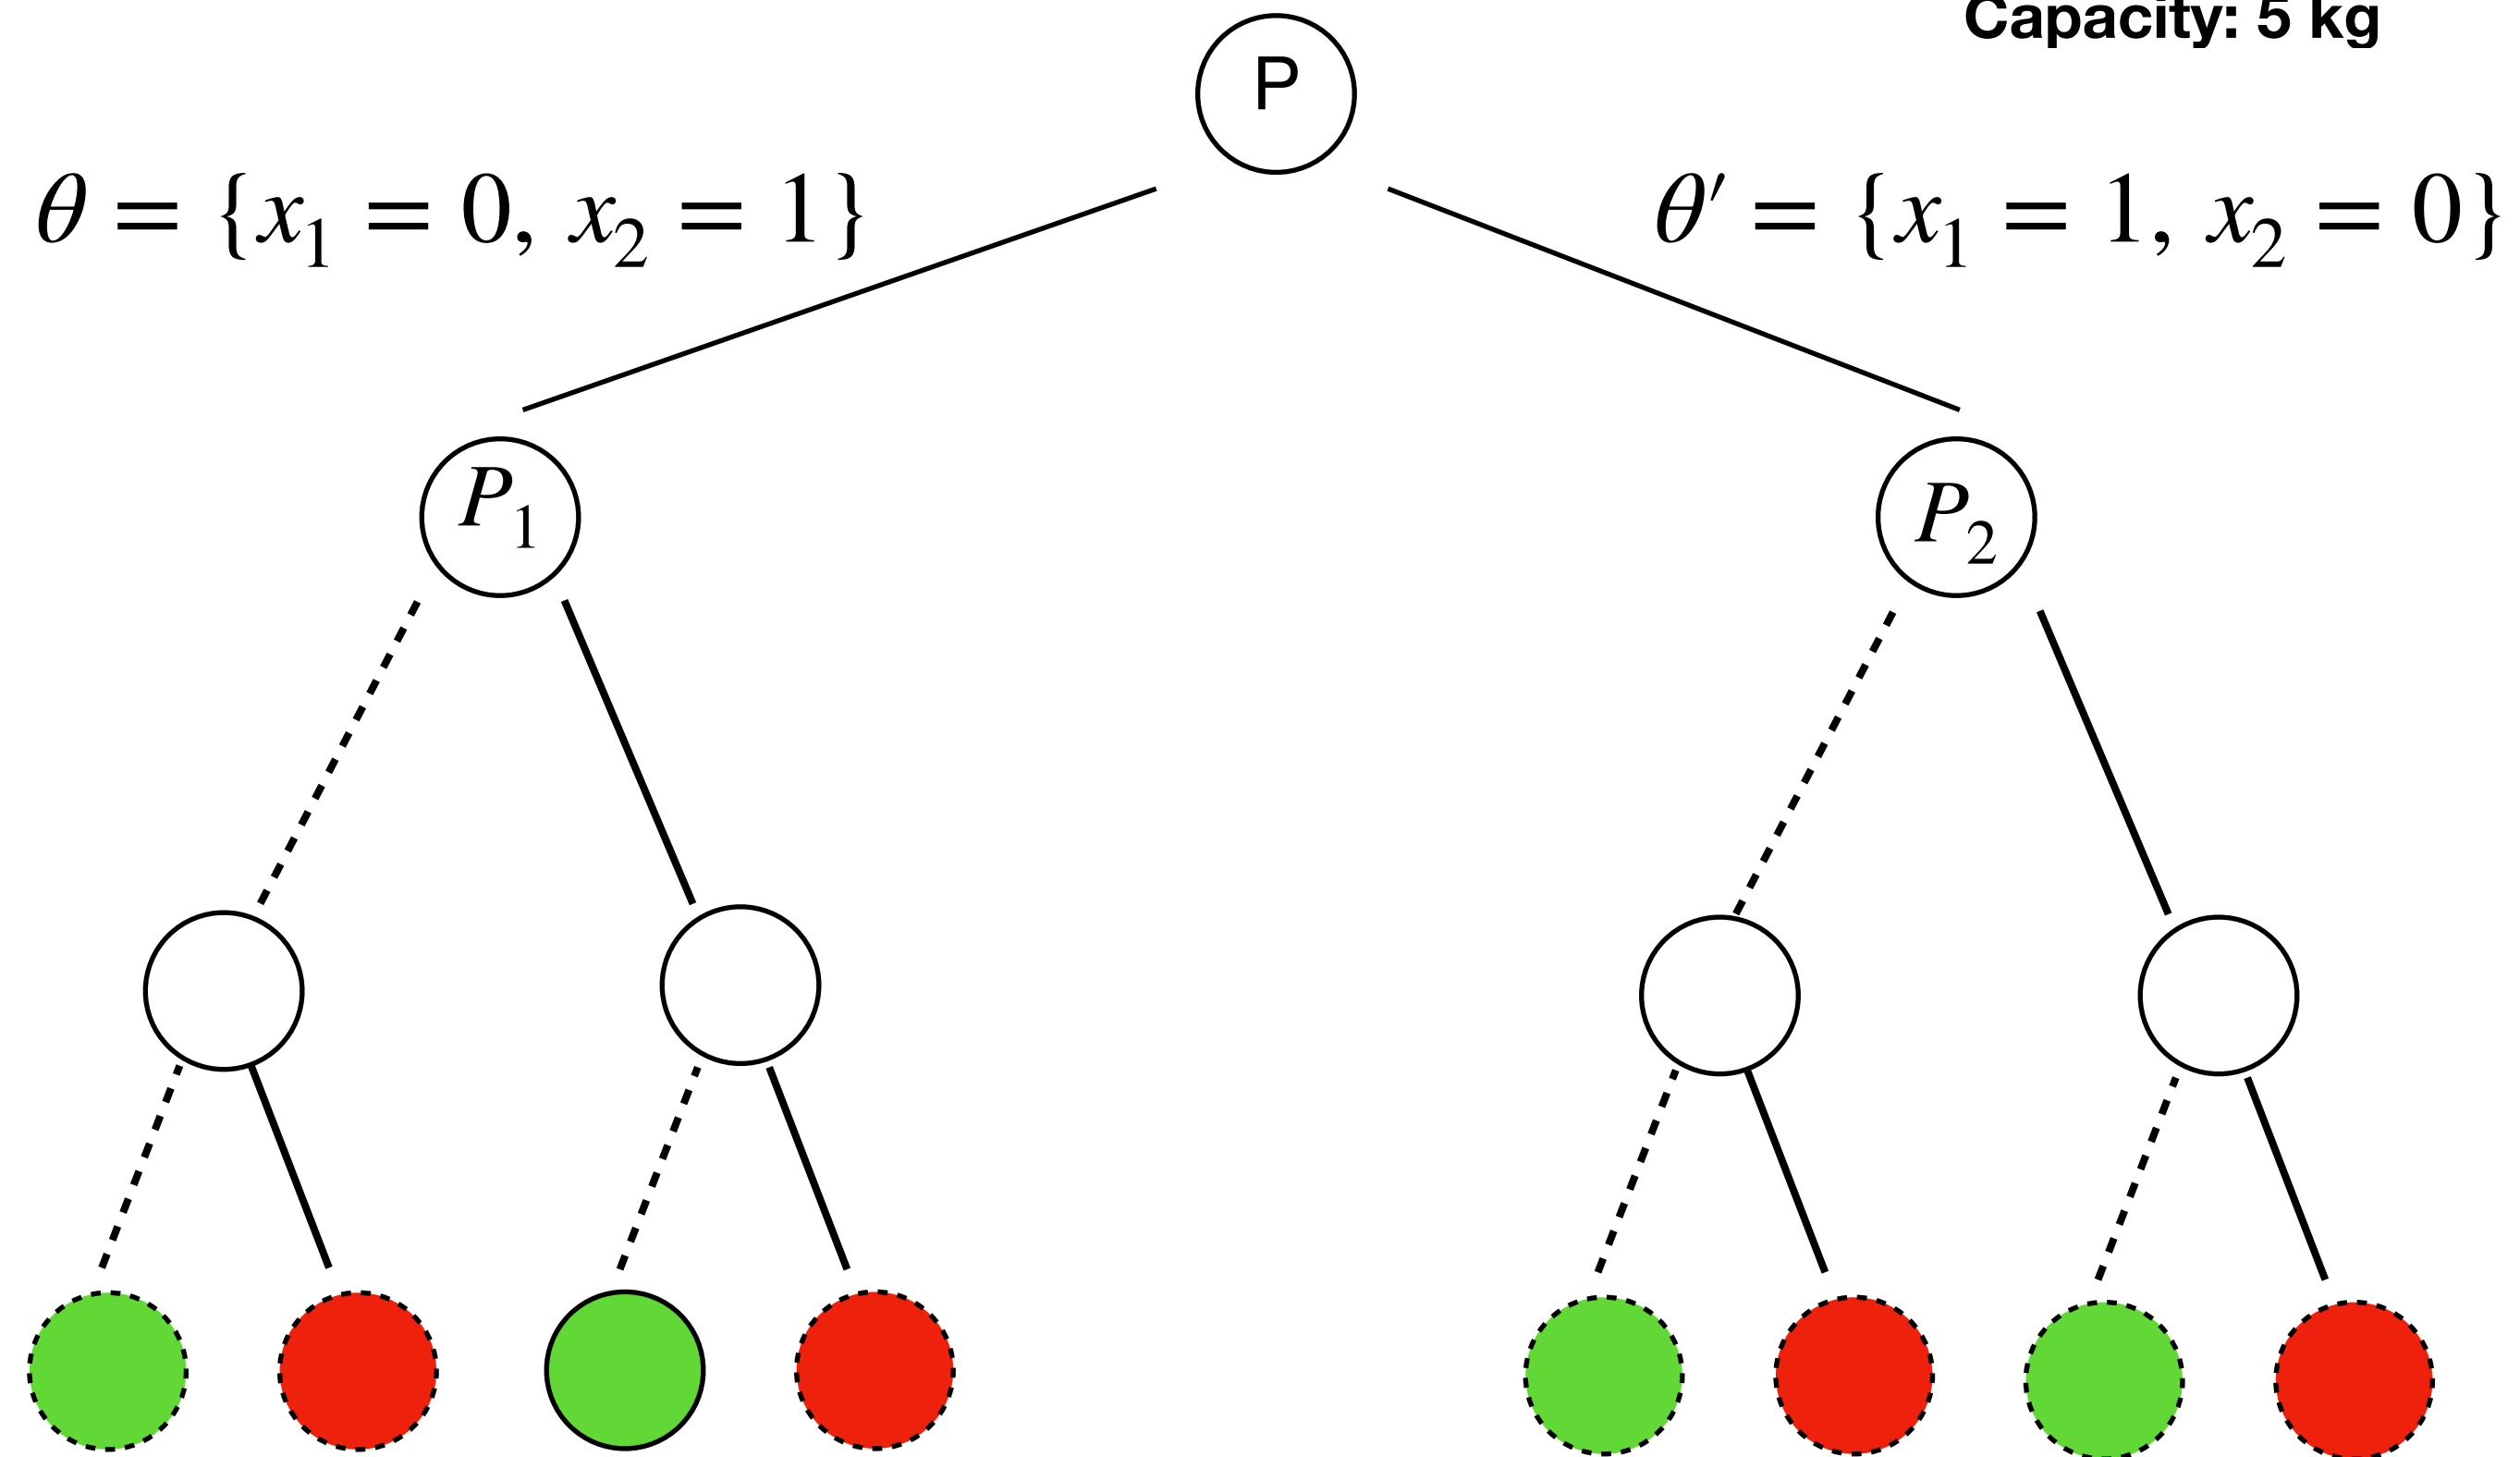 Capacity: 5 kg
P
θ = {x₁ = 0, x₂ = 1}
θ′ = {x₁ = 1, x₂ = 0}
P₁
P₂